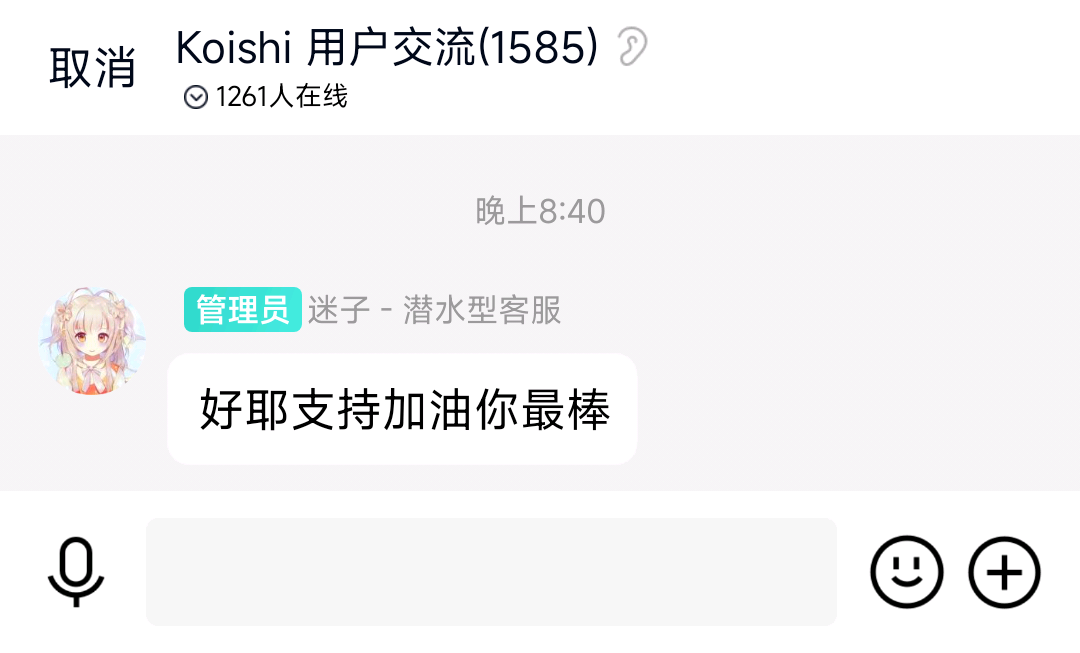 取消
Koishi 用户交流(1585)
1261人在线
晚上8:40
管理员 迷子 - 潜水型客服
好耶支持加油你最棒